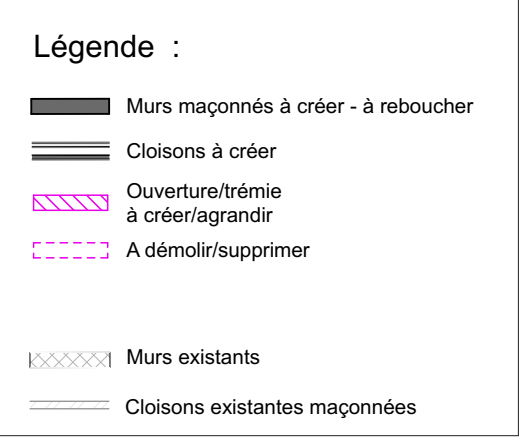 Légende :
Murs maçonnés à créer - à reboucher
Cloisons à créer
Ouverture/trémie
à créer/agrandir
A démolir/supprimer
Murs existants
Cloisons existantes maçonnées